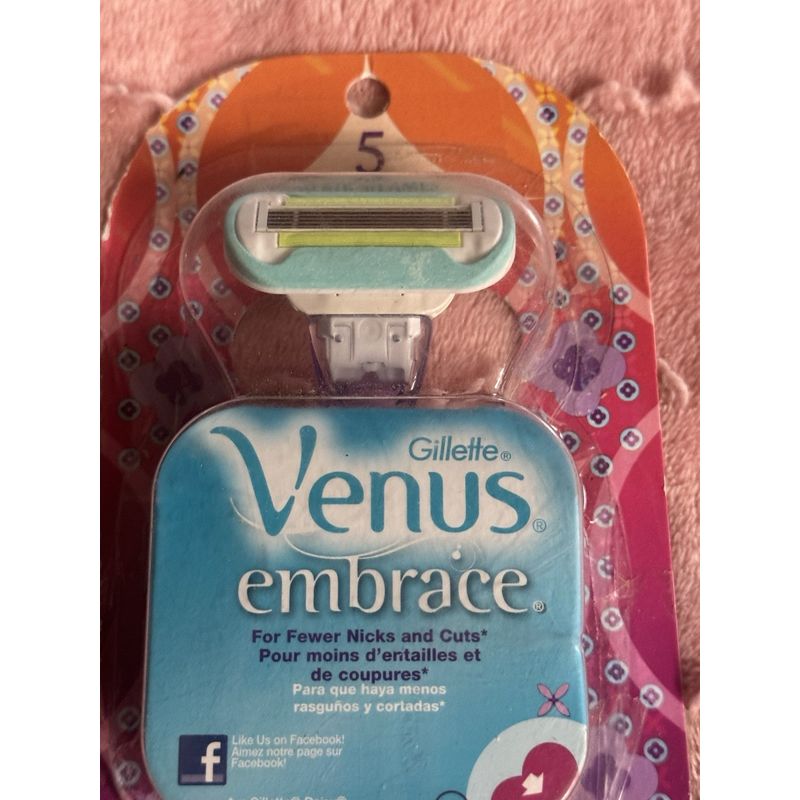 5
Gillette®
Venus®
embrace®
For Fewer Nicks and Cuts*
Pour moins d'entailles et
de coupures*
Para que haya menos
rasguños y cortadas*
f
Like Us on Facebook!
Aimez notre page sur
Facebook!
Gillette®